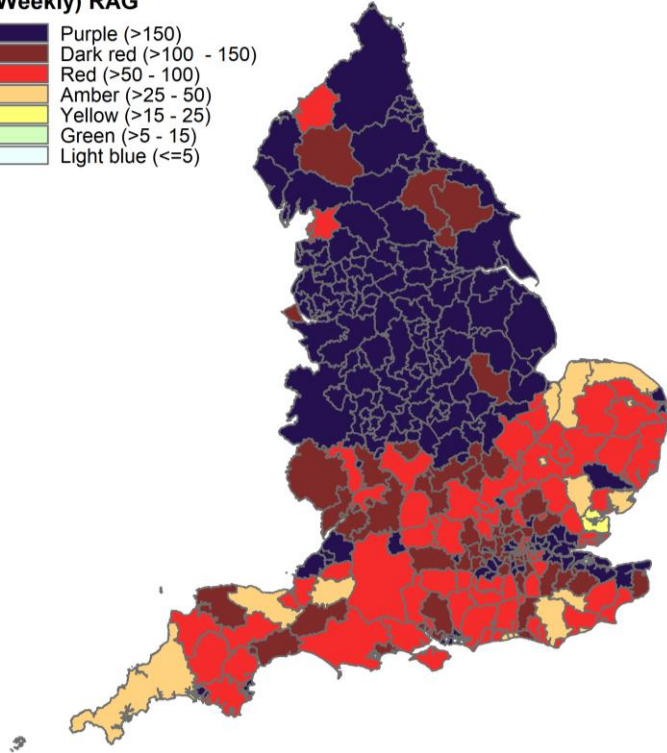 Weekly) RAG
Purple (>150)
Dark red (>100 - 150)
Red (>50 - 100)
Amber (>25 - 50)
Yellow (>15 - 25)
Green (>5 - 15)
Light blue (<=5)